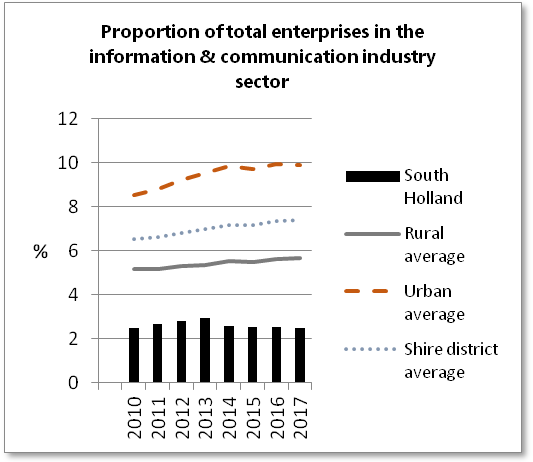 Proportion of total enterprises in the
information & communication industry
sector
12
10
8
6
4
2
0
%
2010
2011
2012
2013
2014
2015
2016
2017
South
Holland
Rural
average
Urban
average
Shire district
average